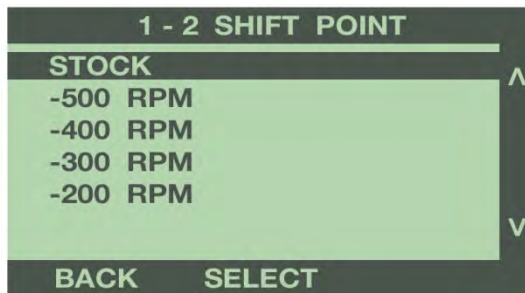 1 - 2 SHIFT POINT
STOCK
-500 RPM
-400 RPM
-300 RPM
-200 RPM
BACK SELECT